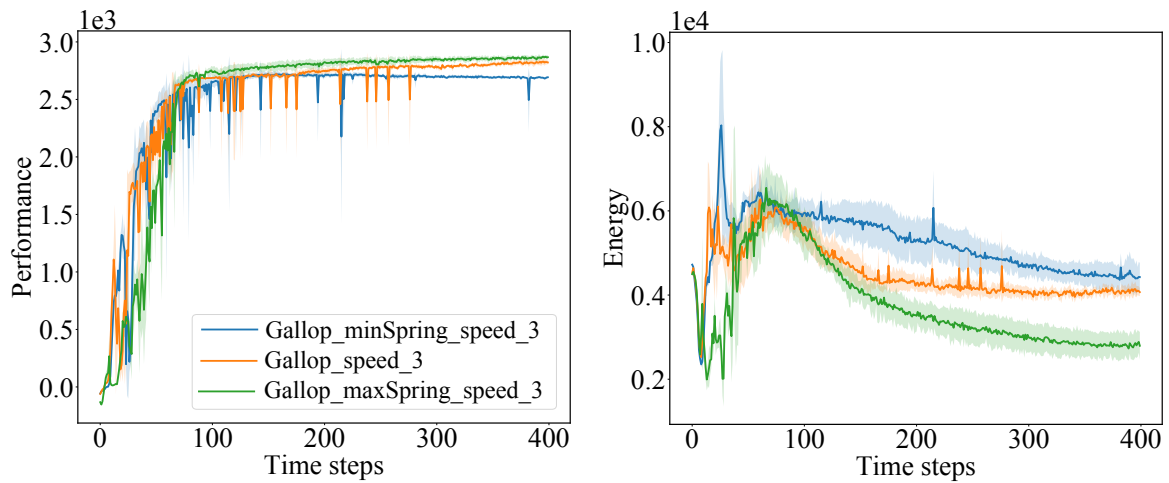 1e3
3.0
2.5
2.0
1.5
1.0
0.5
0.0
Performance
Gallop_minSpring_speed_3
Gallop_speed_3
Gallop_maxSpring_speed_3
0
100
200
300
400
Time steps
1e4
1.0
0.8
0.6
0.4
0.2
Energy
0
100
200
300
400
Time steps